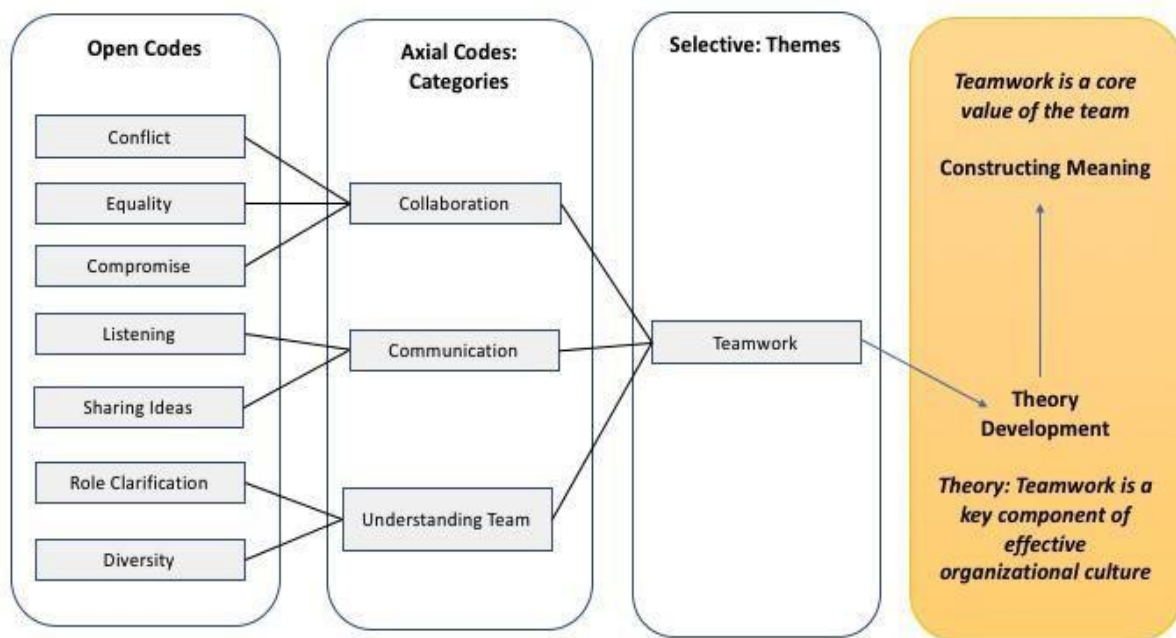 Open Codes
Conflict
Equality
Compromise
Listening
Sharing Ideas
Role Clarification
Diversity
Axial Codes:
Categories
Collaboration
Communication
Understanding Team
Selective: Themes
Teamwork
Teamwork is a core
value of the team
Constructing Meaning
Theory
Development
Theory: Teamwork is a
key component of
effective
organizational culture